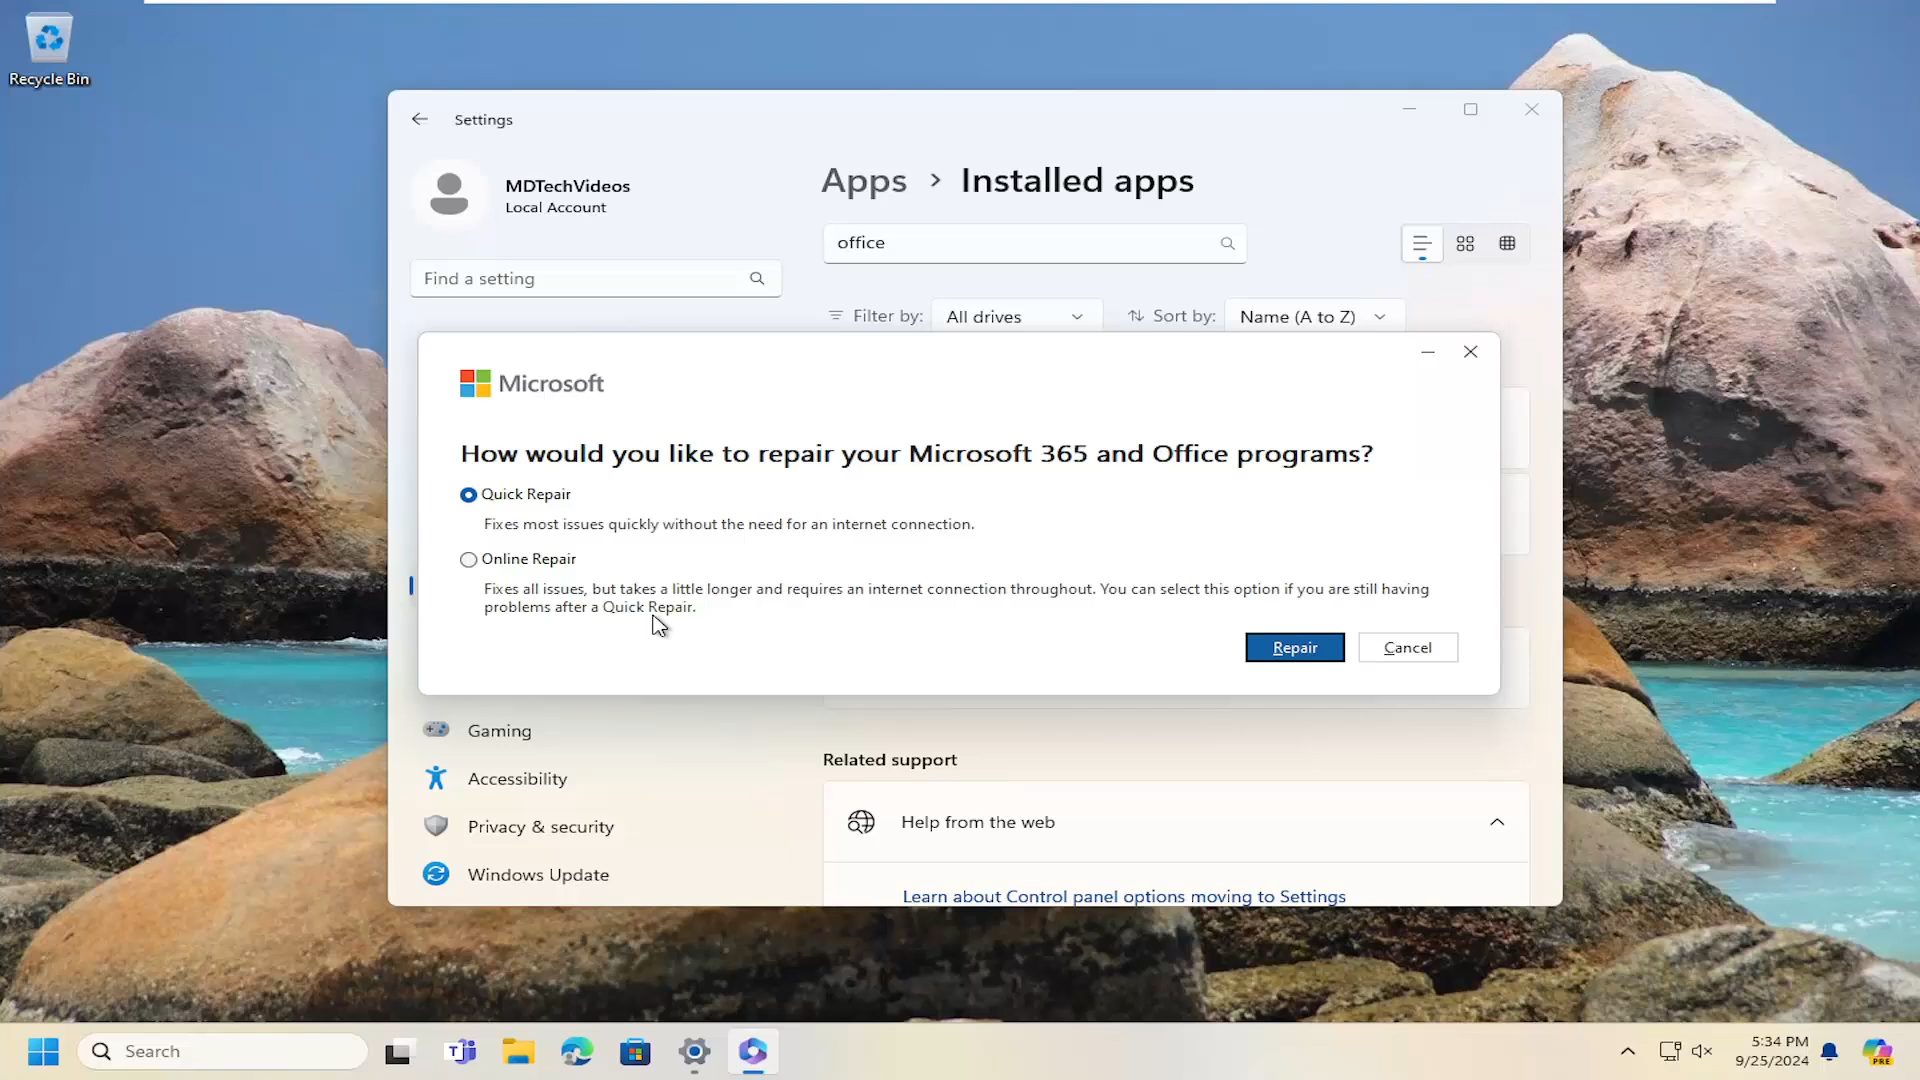 Recycle Bin
Settings
MDTechVideos
Local Account
Find a setting
Apps > Installed apps
office
Filter by: All drives
Sort by: Name (A to Z)
Microsoft
How would you like to repair your Microsoft 365 and Office programs?
Quick Repair
Fixes most issues quickly without the need for an internet connection.
Online Repair
Fixes all issues, but takes a little longer and requires an internet connection throughout. You can select this option if you are still having
problems after a Quick Repair.
Repair
Cancel
Gaming
Accessibility
Privacy & security
Windows Update
Related support
Help from the web
Learn about Control panel options moving to Settings
Search
5:34 PM
9/25/2024
PRE